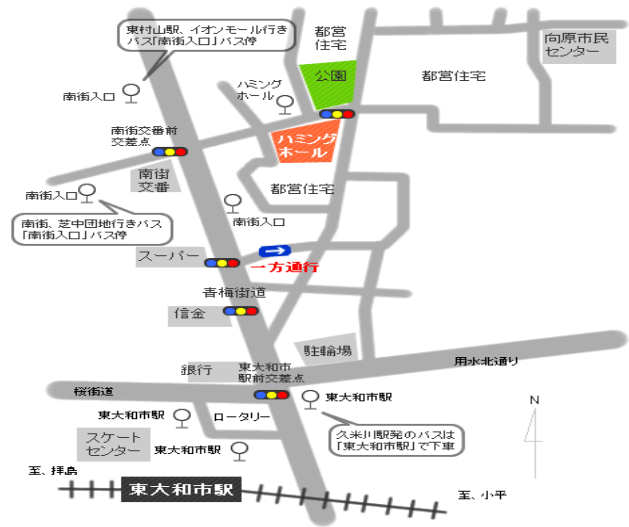 東村山駅、イオンモール行き
バス「南街入口」バス停
都営
住宅
向原市民
センター
公園
都営住宅
南街入口
ハミング
ホール
南街交番前
交差点
ハミング
ホール
南街
交番
都営住宅
南街入口
南街入口
南街、芝中団地行きバス
「南街入口」バス停
スーパー
一方通行
青梅街道
信金
駐輪場
銀行
東大和市
駅前交差点
用水北通り
桜街道
東大和市駅
東大和市駅
ロータリー
N
久米川駅発のバスは
「東大和市駅」で下車
スケート
センター
東大和市駅
至、拝島
東大和市駅
至、小平